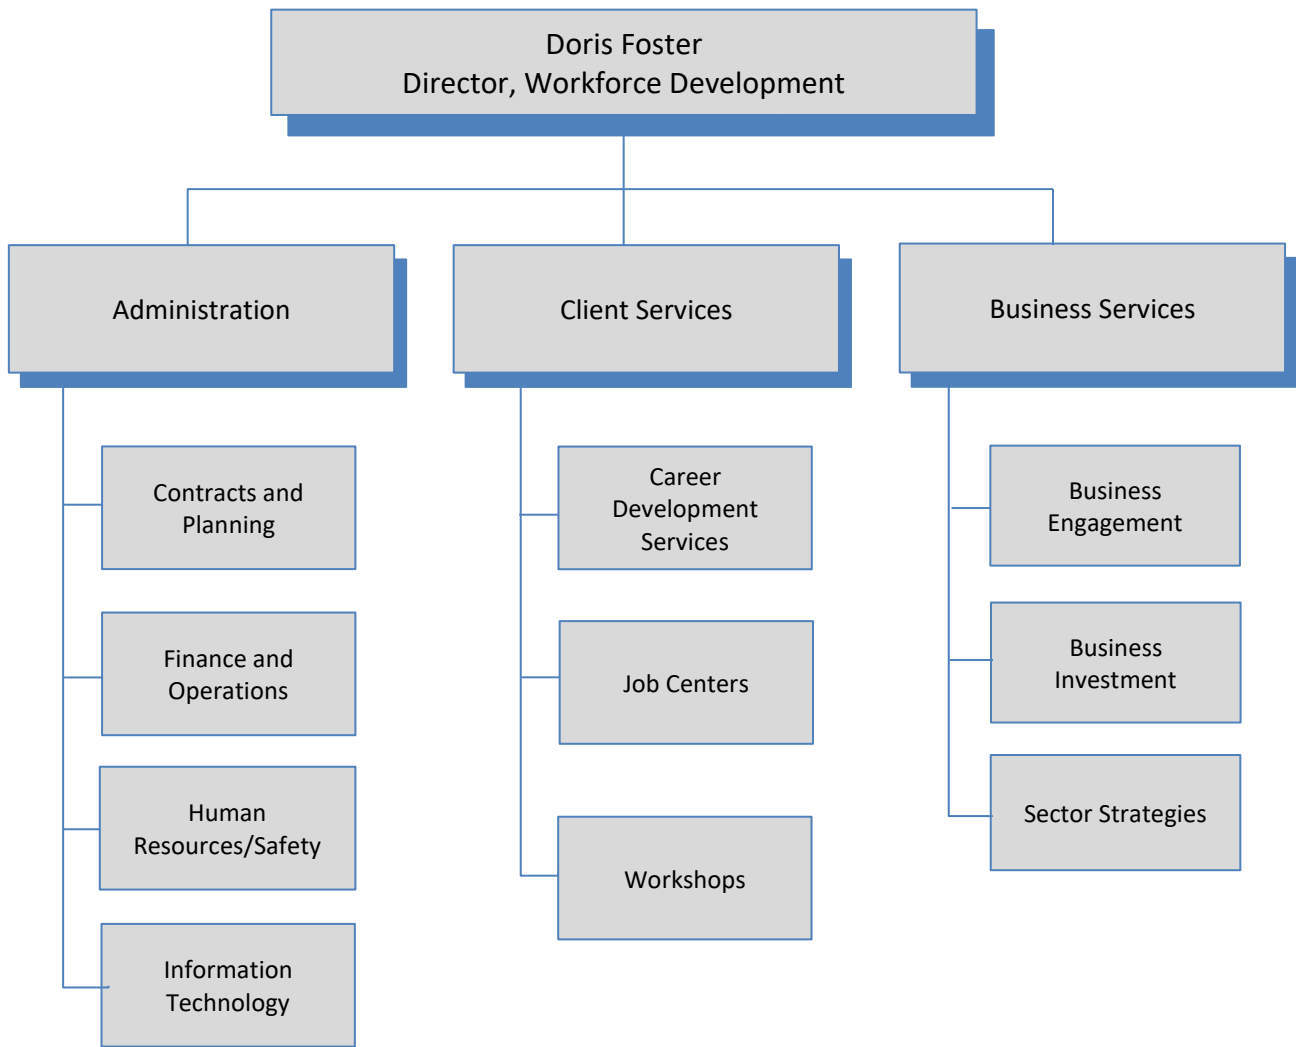 Doris Foster
Director, Workforce Development
Administration
Client Services
Business Services
Contracts and
Planning
Finance and
Operations
Human
Resources/Safety
Information
Technology
Career
Development
Services
Job Centers
Workshops
Business
Engagement
Business
Investment
Sector Strategies